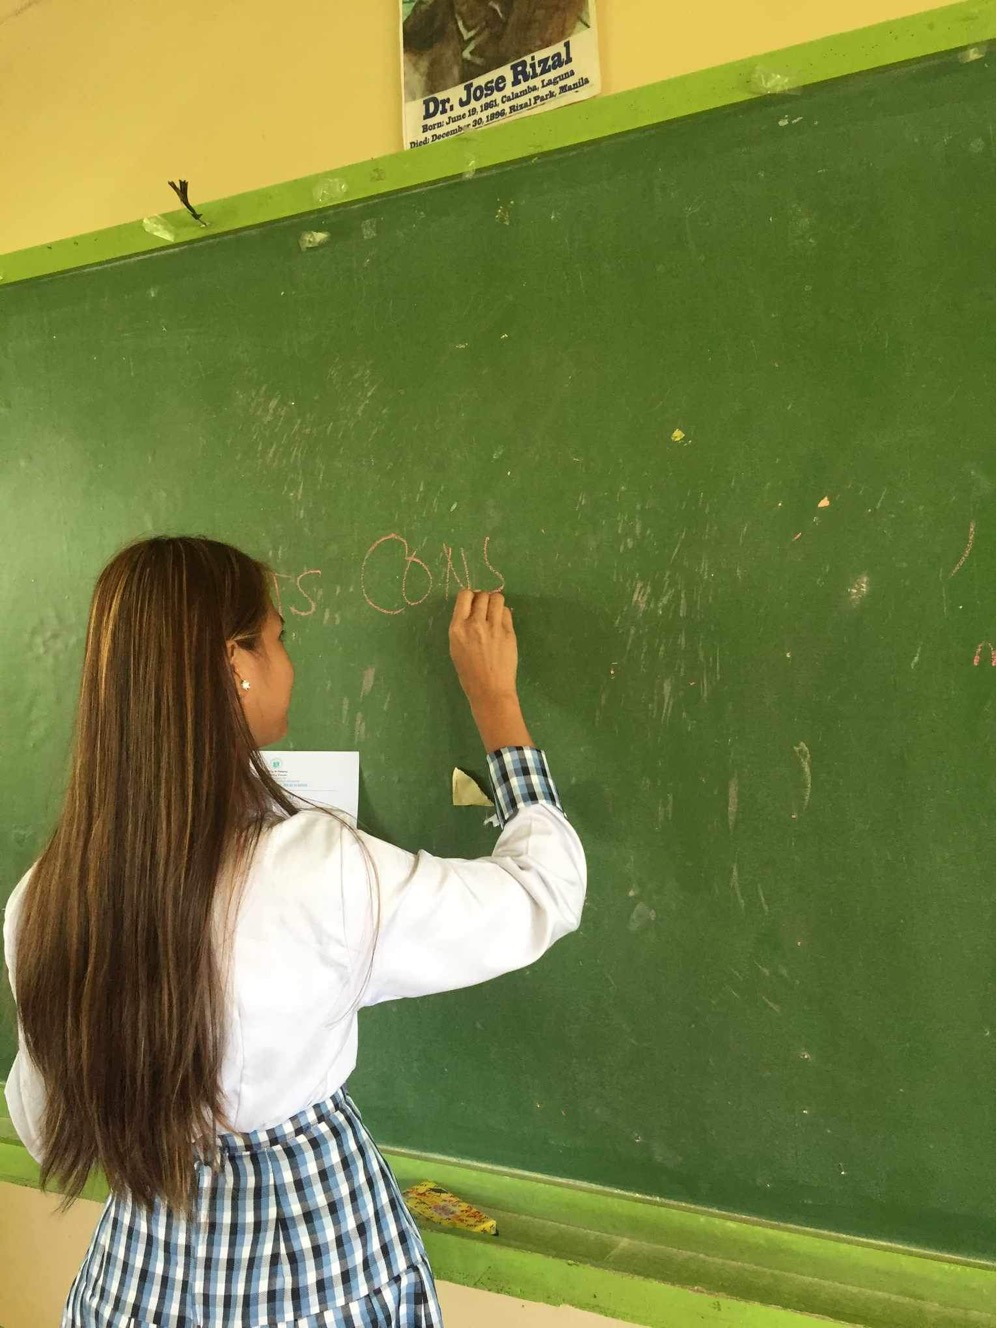 Dr. Jose Rizal
Born: June 19, 1861, Calamba, Laguna
Died: December 30, 1896, Rizal Park, Manila
TS CONS